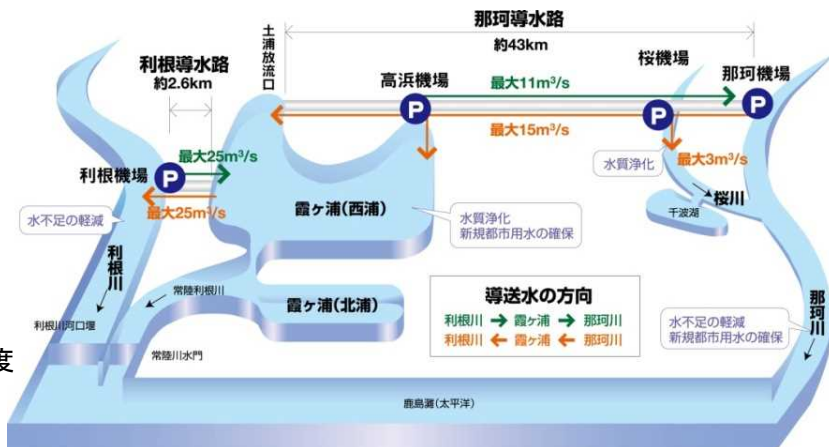 那珂導水路
約43km
土浦放流口
利根導水路
約2.6km
高浜機場
桜機場
那珂機場
最大11m³/s
最大15m³/s
最大25m³/s
利根機場
最大25m³/s
水質浄化
最大3m³/s
桜川
千波湖
霞ヶ浦(西浦)
水質浄化
新規都市用水の確保
水不足の軽減
利根川
常陸利根川
霞ヶ浦(北浦)
導送水の方向
利根川 → 霞ヶ浦 → 那珂川
利根川 ← 霞ヶ浦 ← 那珂川
那珂川
水不足の軽減
新規都市用水の確保
利根川河口堰
常陸川水門
度
鹿島灘(太平洋)
P
P
P
P